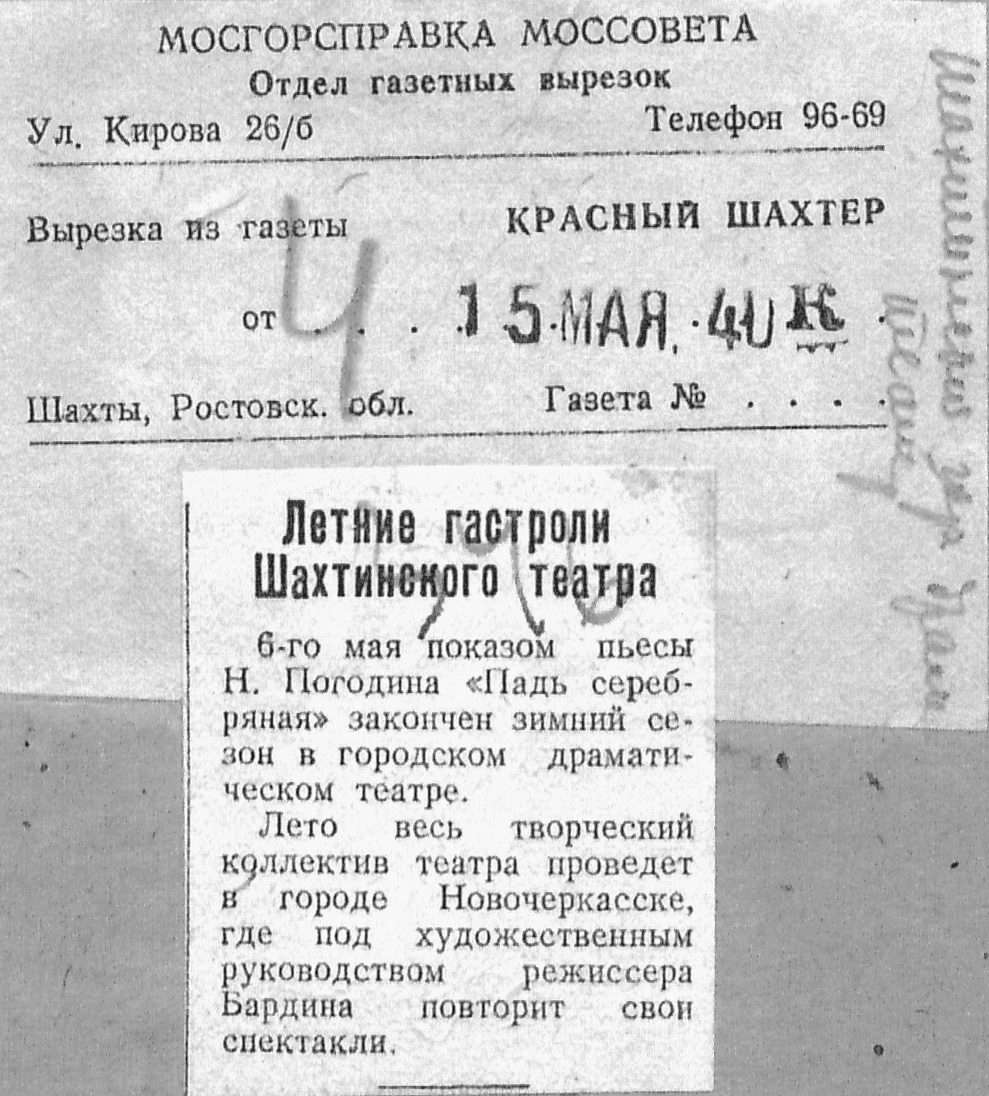 МОСГОРСПРАВКА МОССОВЕТА
Отдел газетных вырезок
Ул. Кирова 26/б Телефон 96-69
Вырезка из газеты КРАСНЫЙ ШАХТЕР
от . . . 15 МАЯ. 40 К .
Шахты, Ростовск. обл. Газета № . . . .
Ч
Шахтинский
театр
Летние гастроли
Шахтинского театра
6-го мая показом пьесы
Н. Погодина «Падь сереб-
ряная» закончен зимний се-
зон в городском драмати-
ческом театре.
Лето весь творческий
коллектив театра проведет
в городе Новочеркасске,
где под художественным
руководством режиссера
Бардина повторит свои
спектакли.